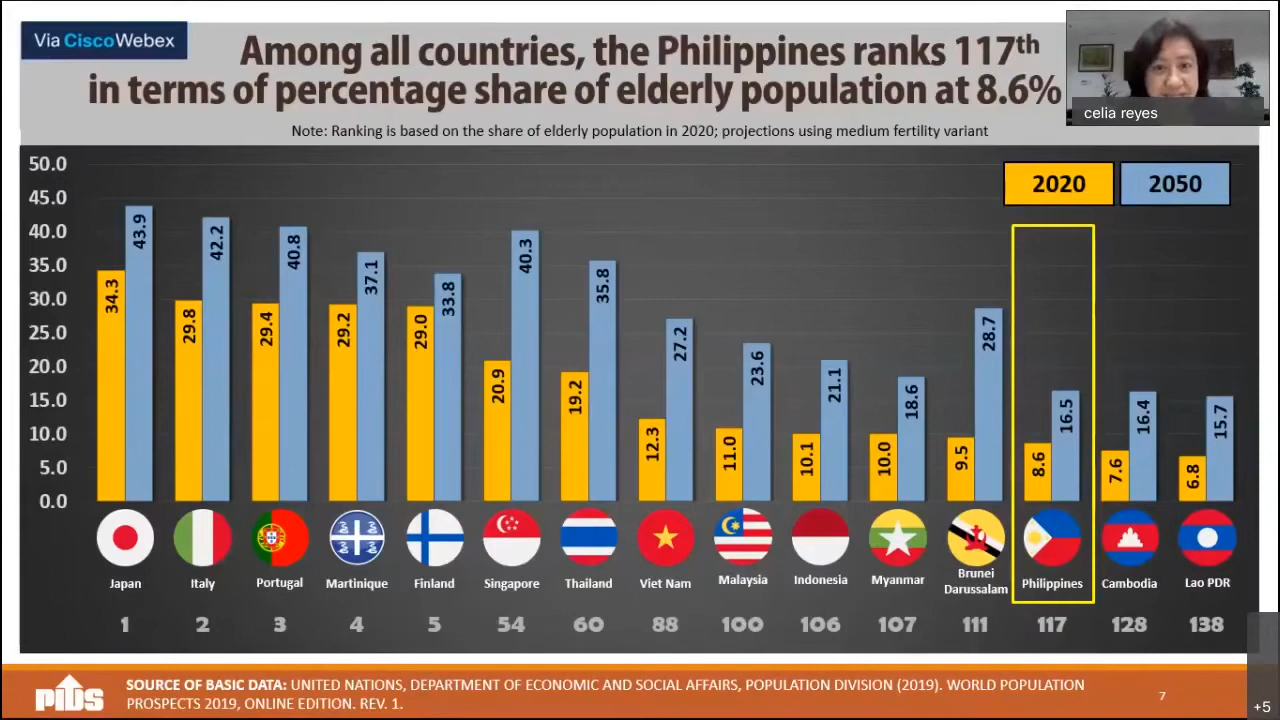 Via CiscoWebex
Among all countries, the Philippines ranks 117th
in terms of percentage share of elderly population at 8.6%
Note: Ranking is based on the share of elderly population in 2020; projections using medium fertility variant
celia reyes
50.0
45.0
40.0
35.0
30.0
25.0
20.0
15.0
10.0
5.0
0.0
2020 2050
34.3 43.9 29.8 42.2 29.4 40.8 29.2 37.1 29.0 33.8 20.9 40.3 19.2 35.8 12.3 27.2 11.0 23.6 10.1 21.1 10.0 18.6 9.5 28.7 8.6 16.5 7.6 16.4 6.8 15.7
Japan Italy Portugal Martinique Finland Singapore Thailand Viet Nam Malaysia Indonesia Myanmar Brunei Darussalam Philippines Cambodia Lao PDR
1 2 3 4 5 54 60 88 100 106 107 111 117 128 138
PIDS
SOURCE OF BASIC DATA: UNITED NATIONS, DEPARTMENT OF ECONOMIC AND SOCIAL AFFAIRS, POPULATION DIVISION (2019). WORLD POPULATION
PROSPECTS 2019, ONLINE EDITION. REV. 1.
7
+5